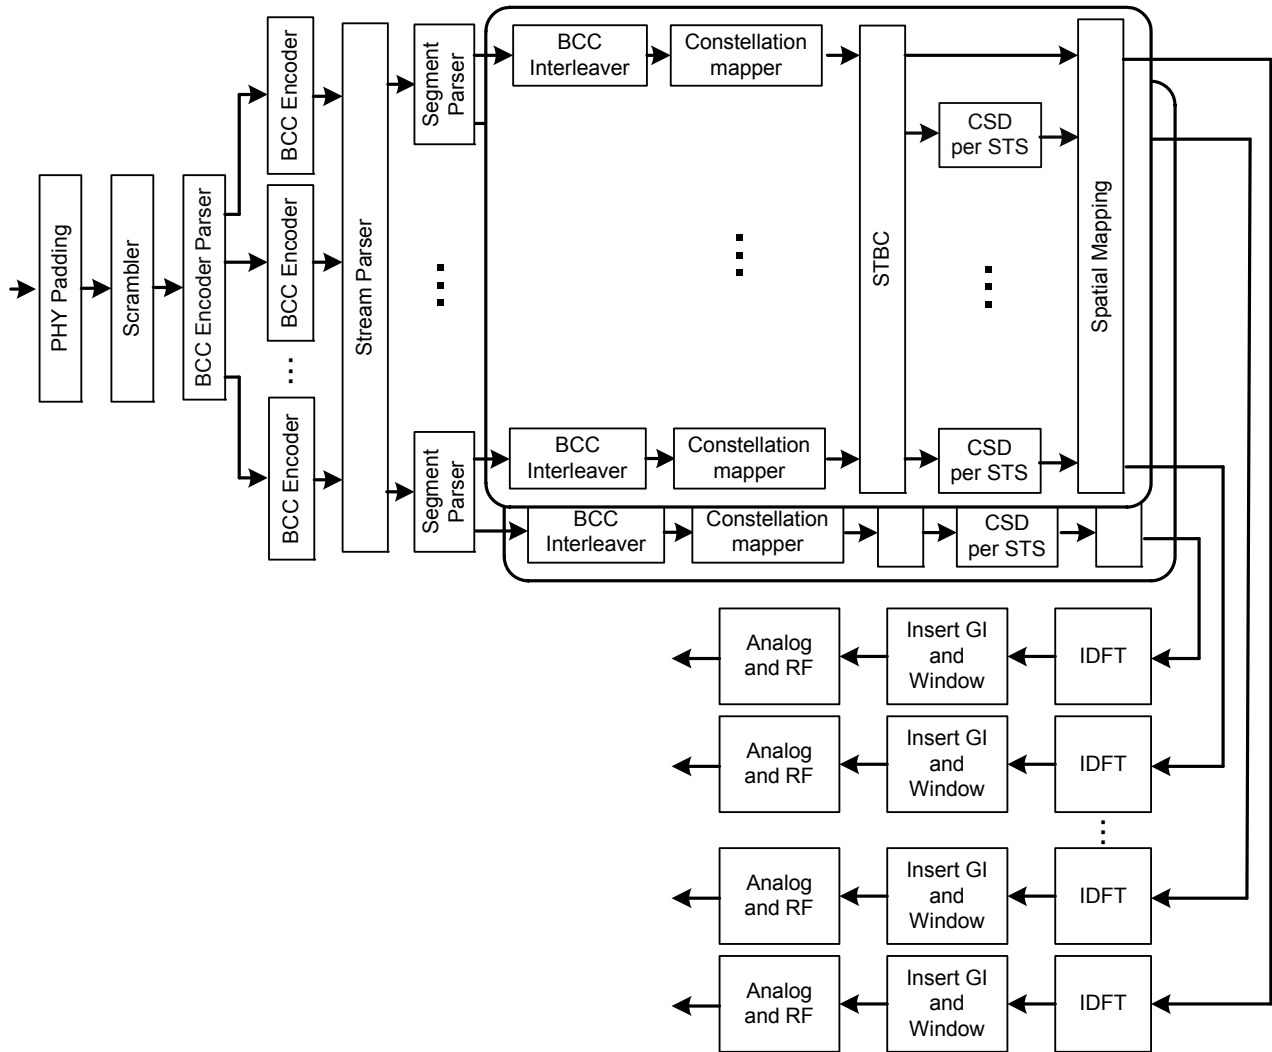 PHY Padding
Scrambler
BCC Encoder Parser
BCC Encoder
BCC Encoder
...
BCC Encoder
Stream Parser
Segment
Parser
...
Segment
Parser
BCC
Interleaver
Constellation
mapper
...
BCC
Interleaver
Constellation
mapper
STBC
CSD
per STS
...
CSD
per STS
Spatial Mapping
BCC
Interleaver
Constellation
mapper
CSD
per STS
Analog
and RF
Insert GI
and
Window
IDFT
Analog
and RF
Insert GI
and
Window
IDFT
...
Analog
and RF
Insert GI
and
Window
IDFT
Analog
and RF
Insert GI
and
Window
IDFT